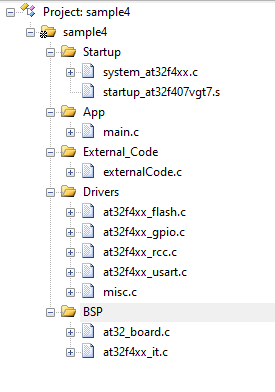 Project: sample4
sample4
Startup
system_at32f4xx.c
startup_at32f407vgt7.s
App
main.c
External_Code
externalCode.c
Drivers
at32f4xx_flash.c
at32f4xx_gpio.c
at32f4xx_rcc.c
at32f4xx_usart.c
misc.c
BSP
at32_board.c
at32f4xx_it.c